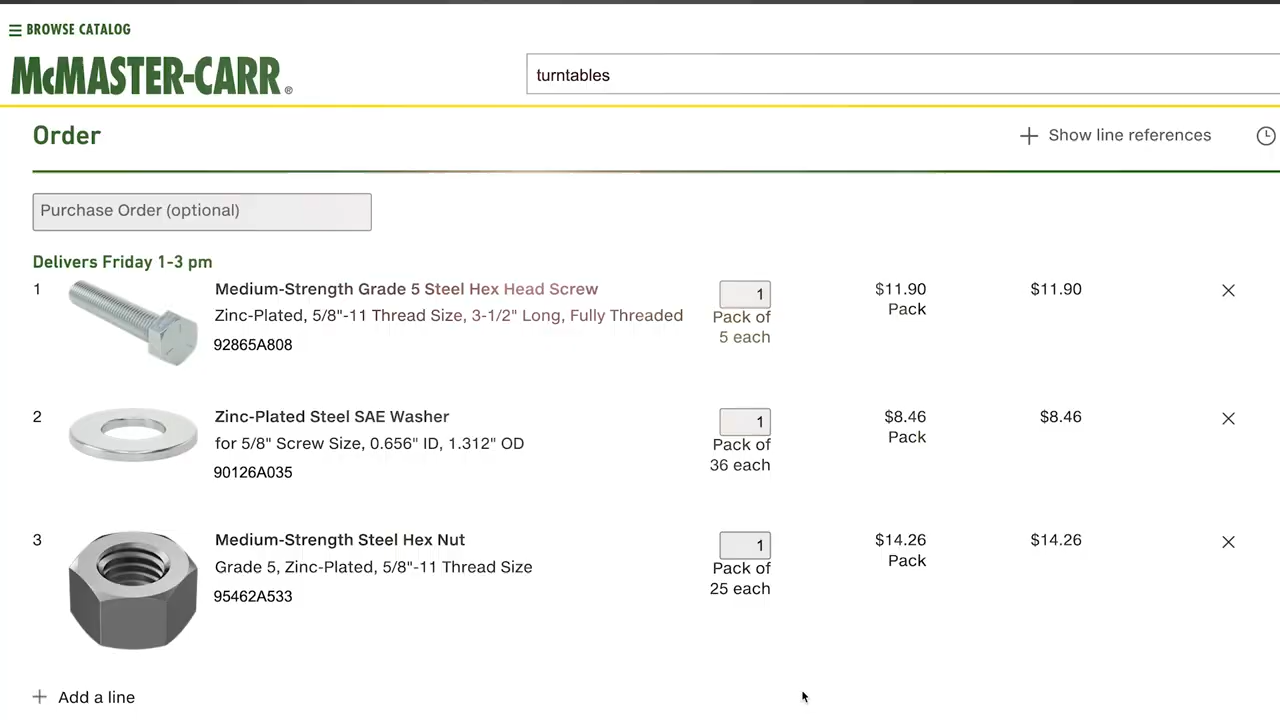 BROWSE CATALOG
McMASTER-CARR®
turntables
Order
Show line references
Purchase Order (optional)
Delivers Friday 1-3 pm
1 Medium-Strength Grade 5 Steel Hex Head Screw 1 $11.90 $11.90
Zinc-Plated, 5/8"-11 Thread Size, 3-1/2" Long, Fully Threaded Pack of Pack
92865A808 5 each
2 Zinc-Plated Steel SAE Washer 1 $8.46 $8.46
for 5/8" Screw Size, 0.656" ID, 1.312" OD Pack of Pack
90126A035 36 each
3 Medium-Strength Steel Hex Nut 1 $14.26 $14.26
Grade 5, Zinc-Plated, 5/8"-11 Thread Size Pack of Pack
95462A533 25 each
Add a line